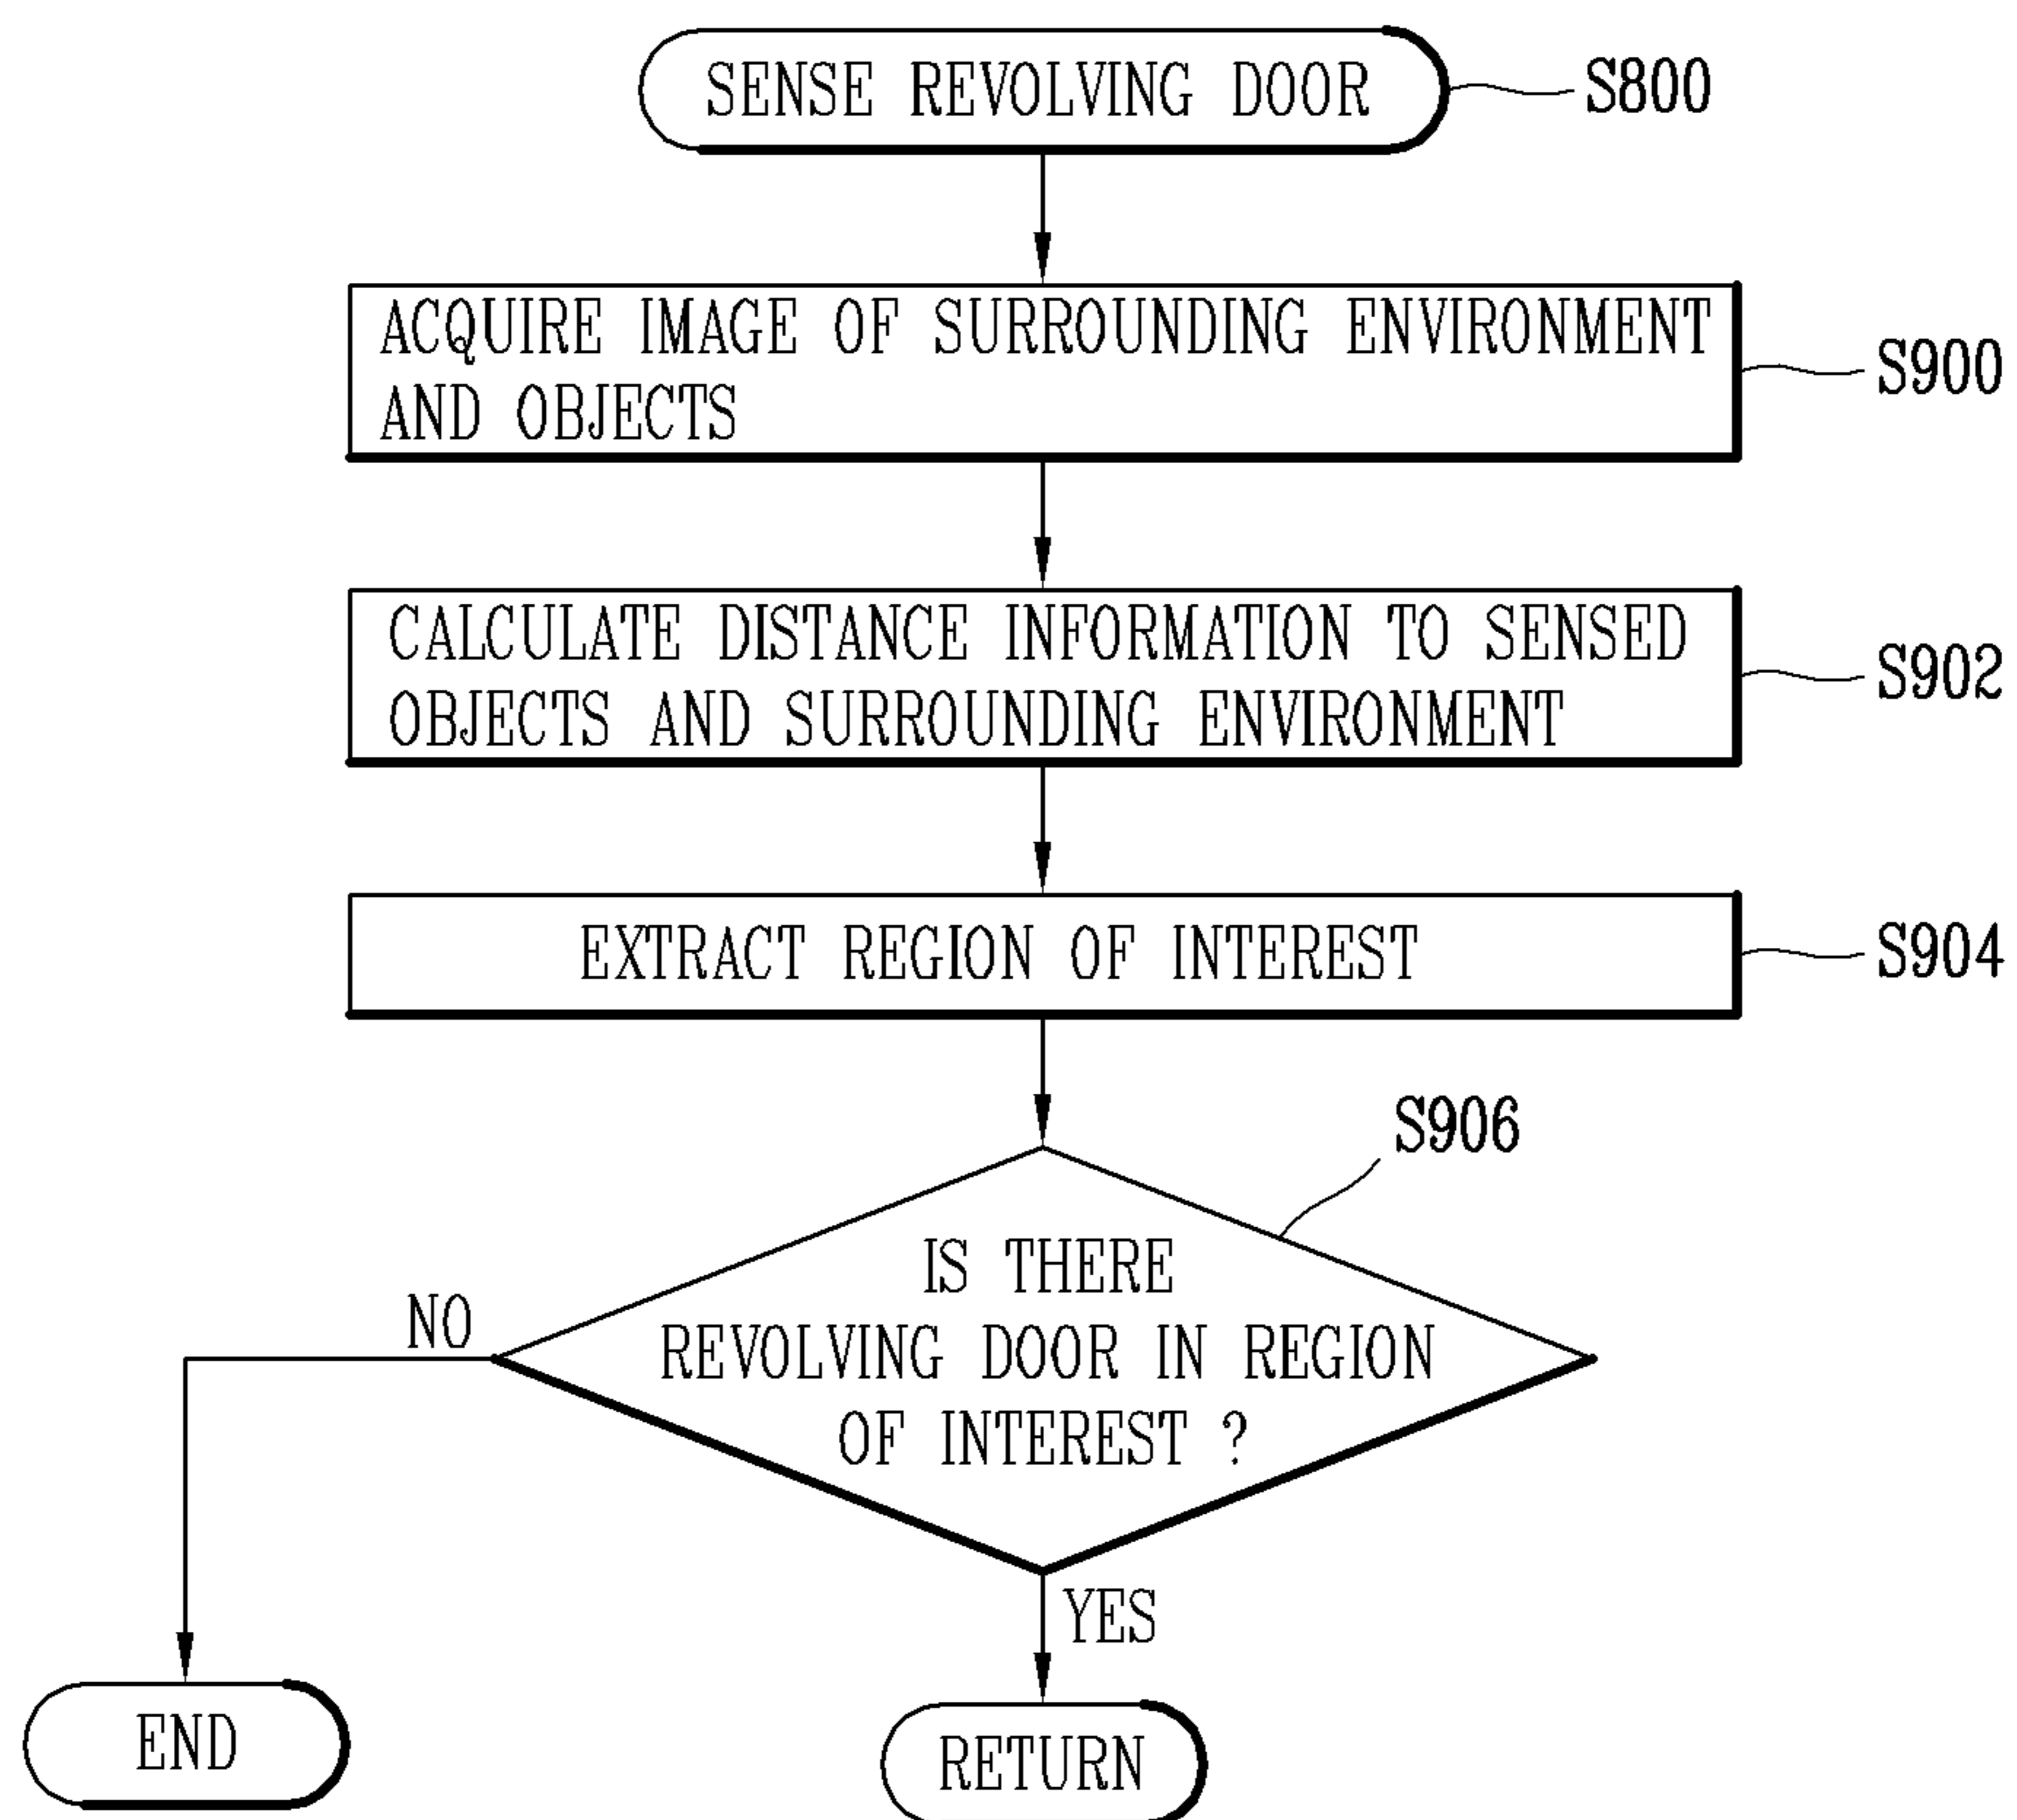 SENSE REVOLVING DOOR
S800
ACQUIRE IMAGE OF SURROUNDING ENVIRONMENT
AND OBJECTS
S900
CALCULATE DISTANCE INFORMATION TO SENSED
OBJECTS AND SURROUNDING ENVIRONMENT
S902
EXTRACT REGION OF INTEREST
S904
S906
IS THERE
REVOLVING DOOR IN REGION
OF INTEREST ?
NO
YES
END
RETURN